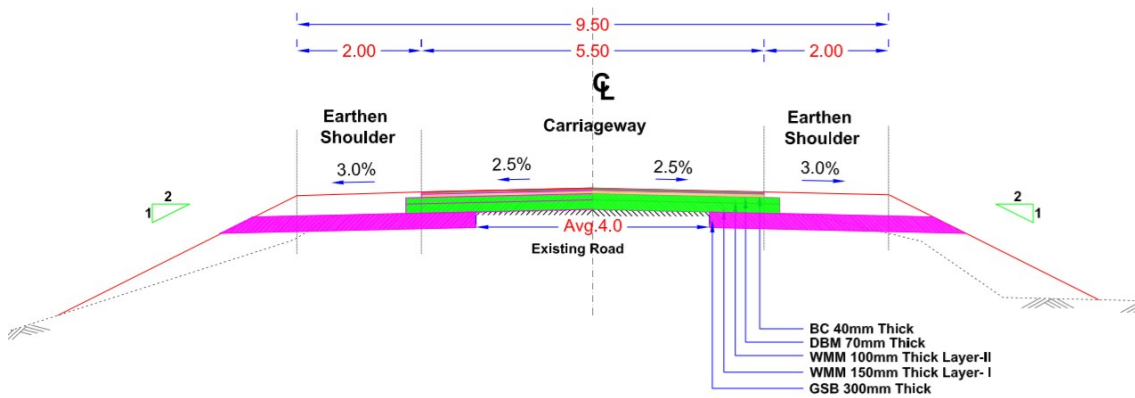 9.50
2.00
5.50
2.00
CL
Earthen
Shoulder
Carriageway
Earthen
Shoulder
3.0%
2.5%
2.5%
3.0%
2
1
2
1
Avg.4.0
Existing Road
BC 40mm Thick
DBM 70mm Thick
WMM 100mm Thick Layer-II
WMM 150mm Thick Layer- I
GSB 300mm Thick